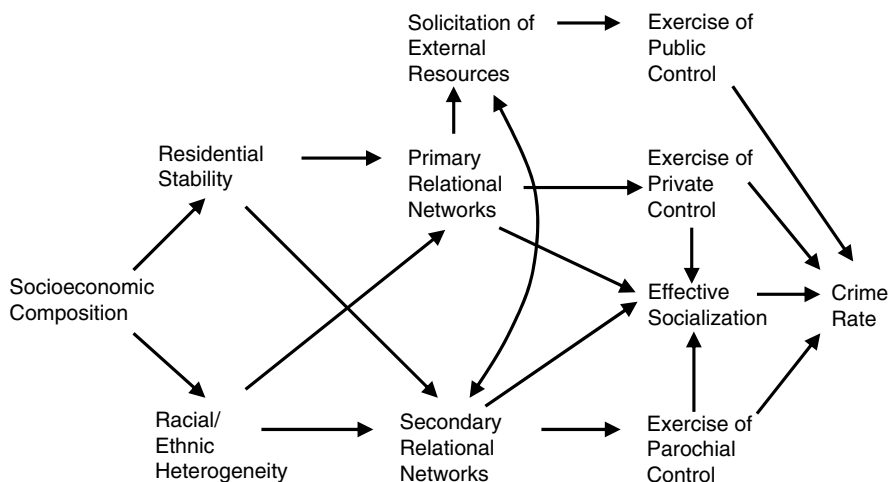 Solicitation of
External
Resources
Exercise of
Public
Control
Residential
Stability
Primary
Relational
Networks
Exercise of
Private
Control
Socioeconomic
Composition
Effective
Socialization
Crime
Rate
Racial/
Ethnic
Heterogeneity
Secondary
Relational
Networks
Exercise of
Parochial
Control